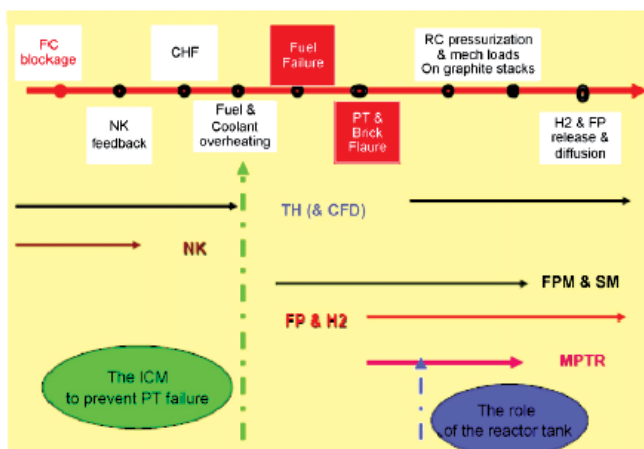 FC
blockage
NK
feedback
CHF
Fuel &
Coolant
overheating
Fuel
Failure
PT &
Brick
Flaure
RC pressurization
& mech loads
On graphite stacks
H2 & FP
release &
diffusion
TH (& CFD)
NK
FPM & SM
FP & H2
MPTR
The ICM
to prevent PT failure
The role
of the reactor tank